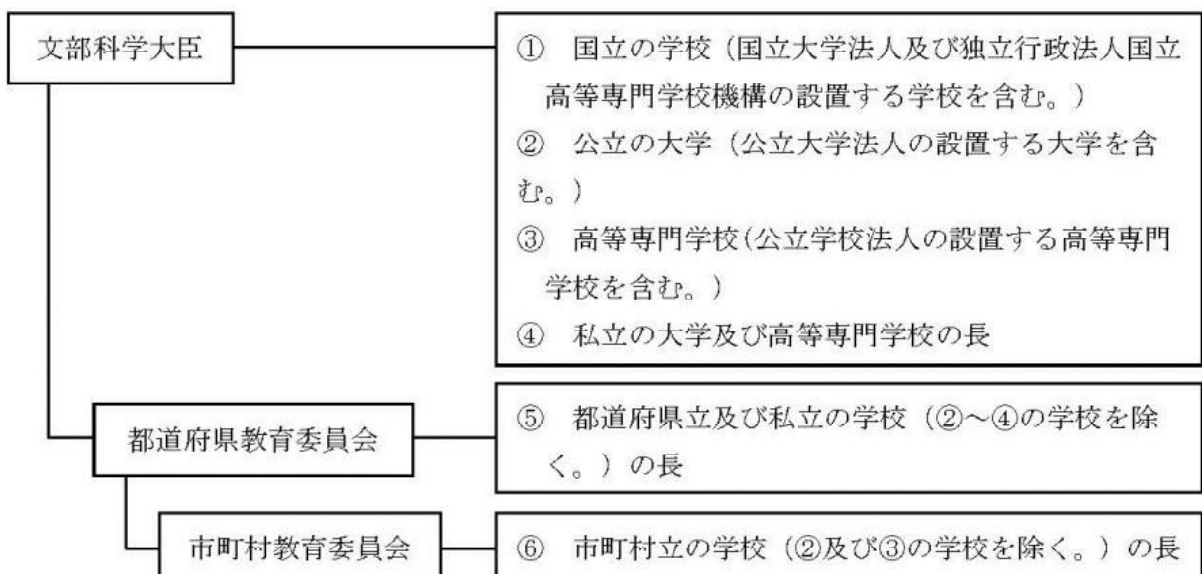 文部科学大臣
① 国立の学校（国立大学法人及び独立行政法人国立
高等専門学校機構の設置する学校を含む。）
② 公立の大学（公立大学法人の設置する大学を含
む。）
③ 高等専門学校（公立学校法人の設置する高等専門
学校を含む。）
④ 私立の大学及び高等専門学校の長
都道府県教育委員会
⑤ 都道府県立及び私立の学校（②～④の学校を除
く。）の長
市町村教育委員会
⑥ 市町村立の学校（②及び③の学校を除く。）の長